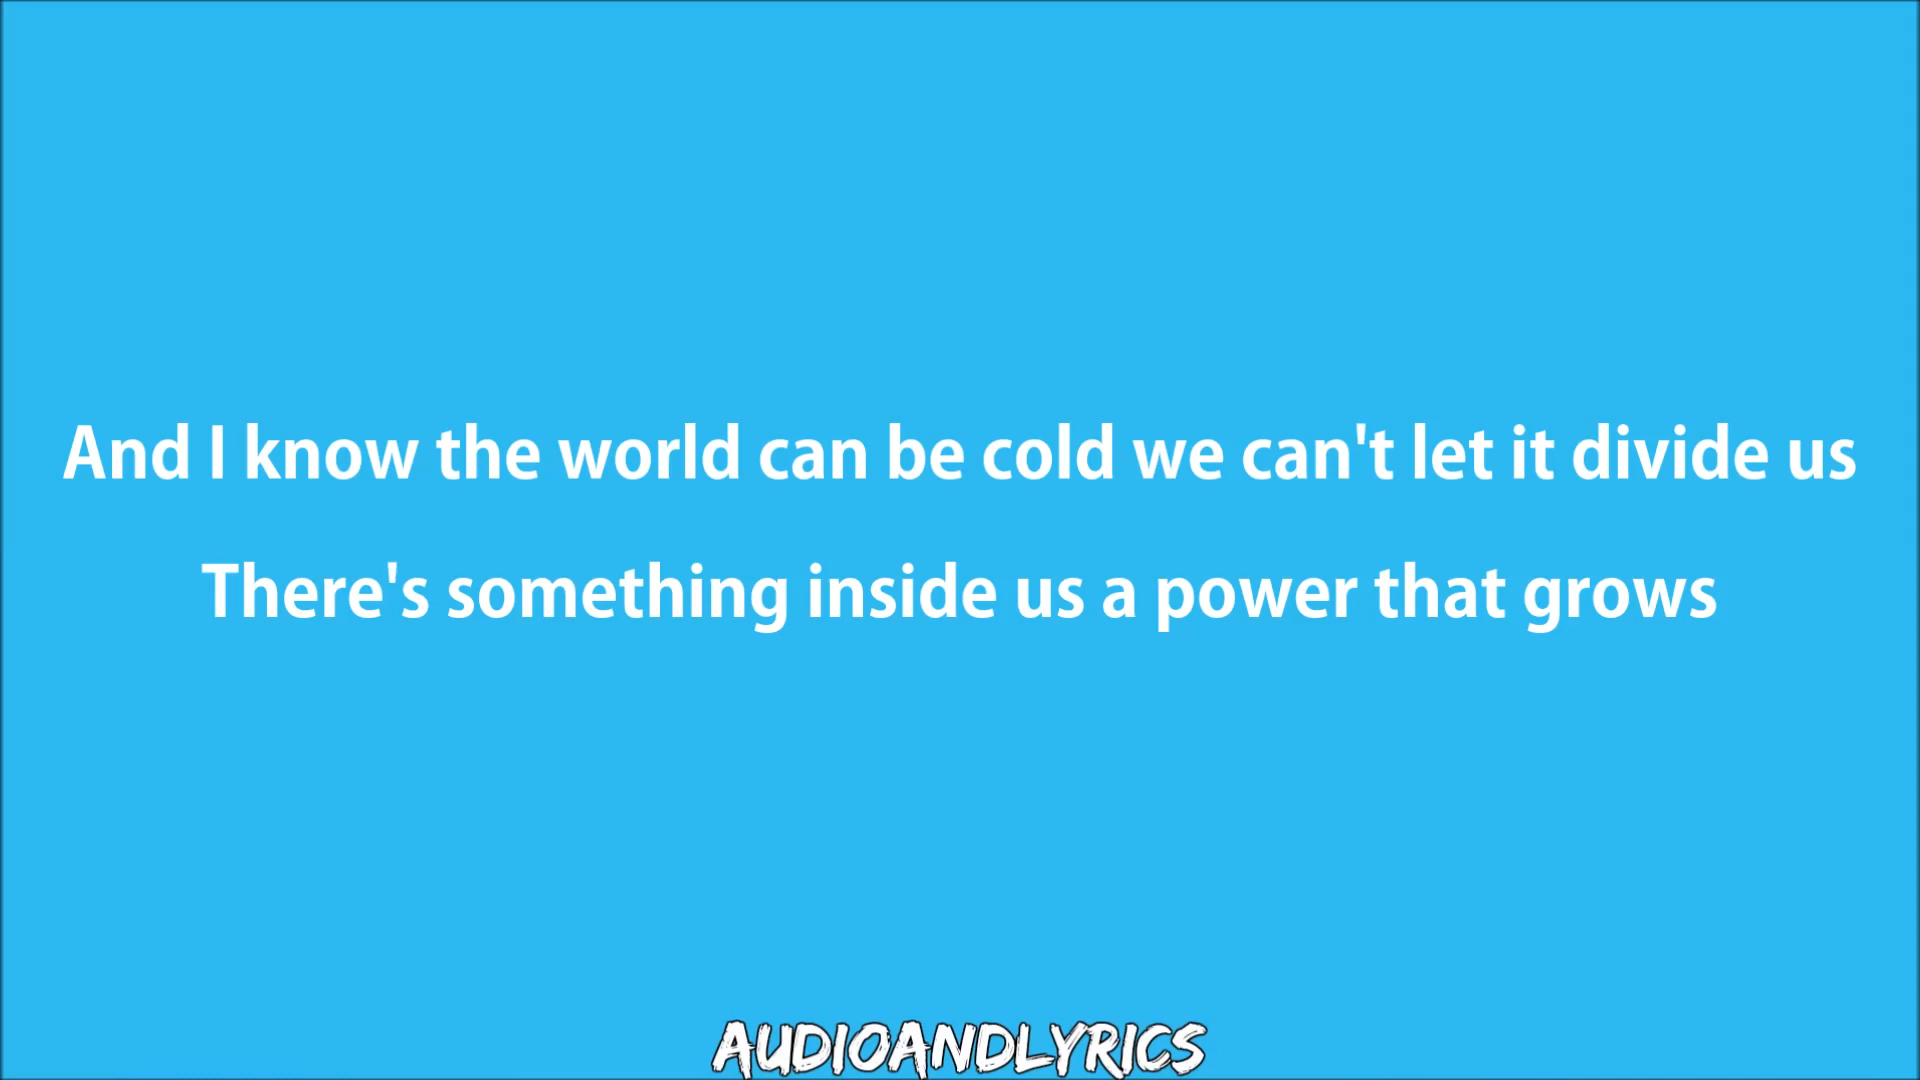 And I know the world can be cold we can't let it divide us
There's something inside us a power that grows
AUDIOANDLYRICS